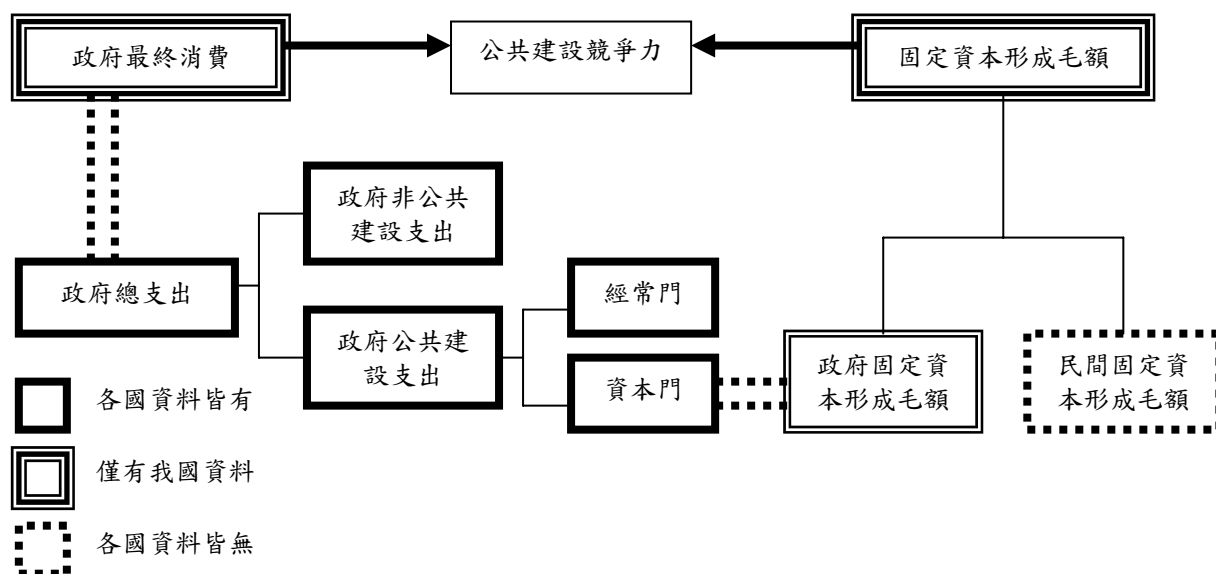 政府最終消費
公共建設競爭力
固定資本形成毛額
政府非公共
建設支出
政府總支出
經常門
政府公共建
設支出
資本門
政府固定資
本形成毛額
民間固定資
本形成毛額
各國資料皆有
僅有我國資料
各國資料皆無